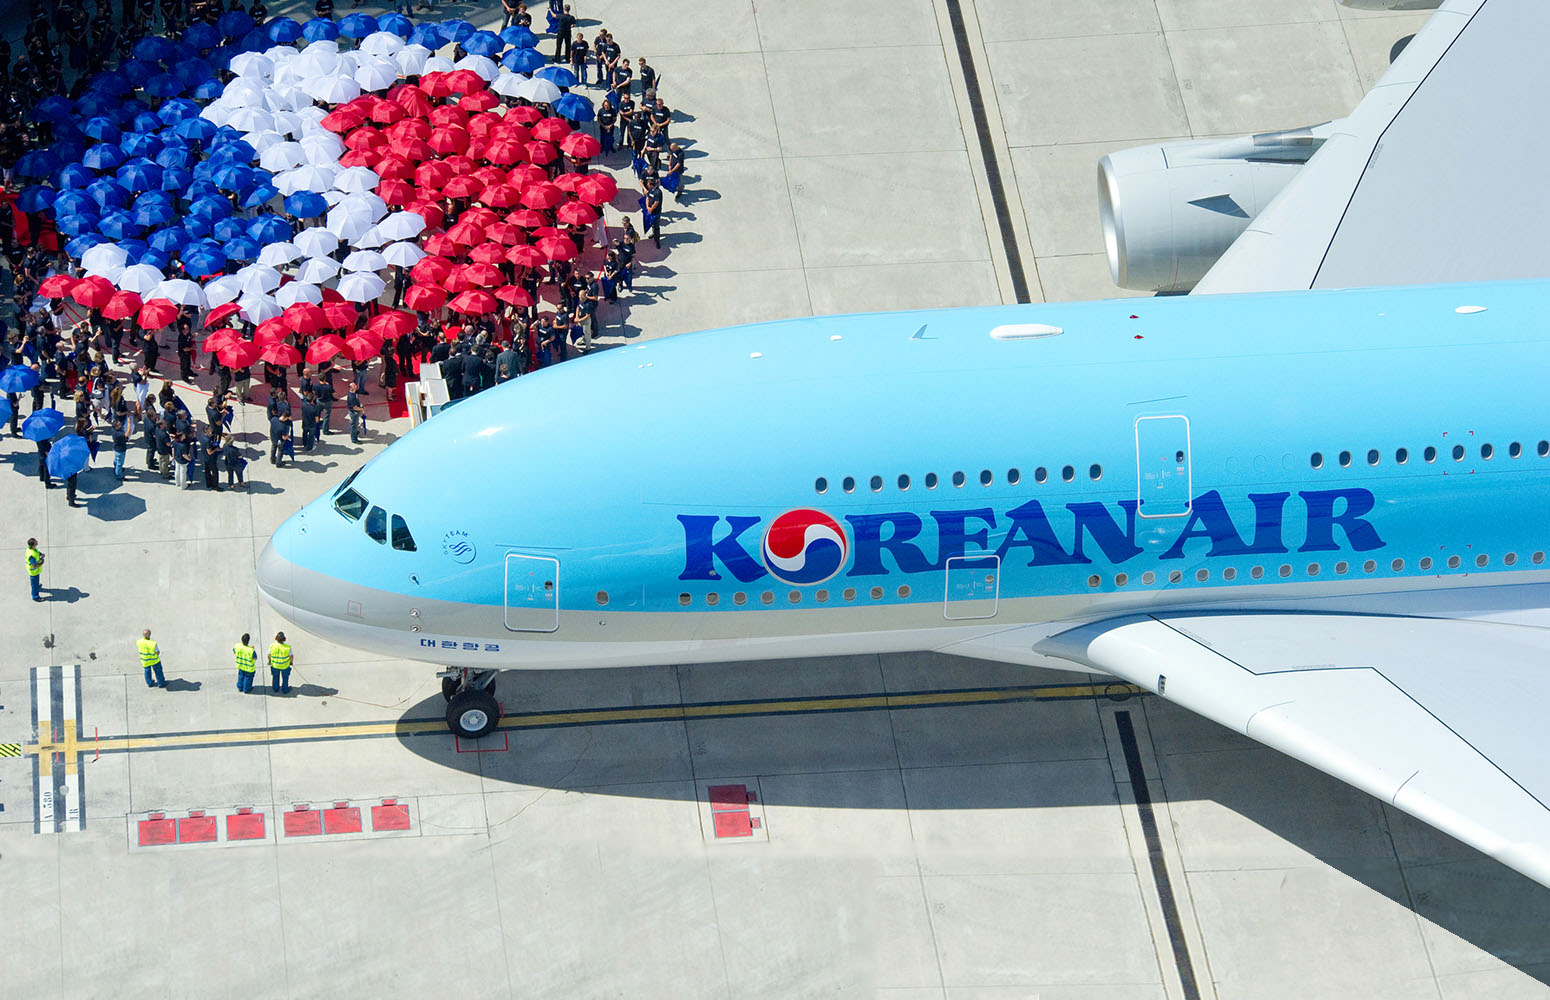 KOREAN AIR
SKYTEAM
대한항공
A 380